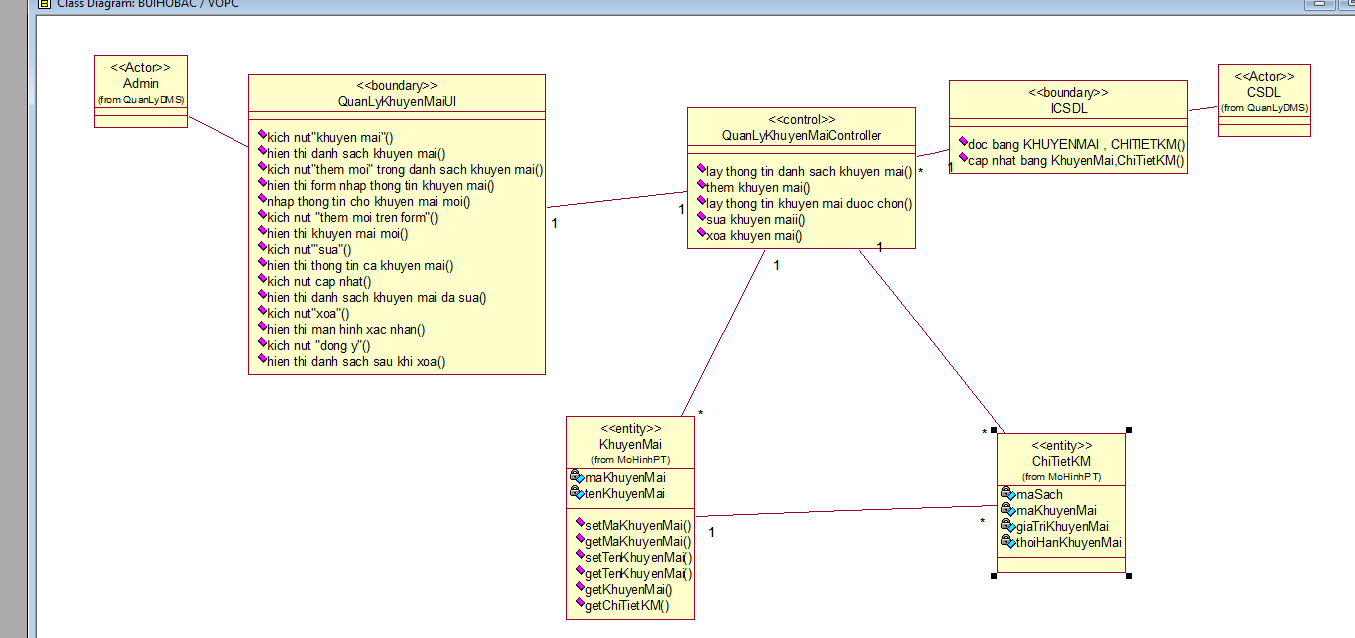 Class Diagram: BUIHOBAC / VOPC
<<Actor>>
Admin
(from QuanLyDMS)
<<boundary>>
QuanLyKhuyenMaiUI
kich nut"khuyen mai"()
hien thi danh sach khuyen mai()
kich nut"them moi" trong danh sach khuyen mai()
hien thi form nhap thong tin khuyen mai()
nhap thong tin cho khuyen mai moi()
kich nut "them moi tren form"()
hien thi khuyen mai moi()
kich nut"'sua"()
hien thi thong tin ca khuyen mai()
kich nut cap nhat()
hien thi danh sach khuyen mai da sua()
kich nut"xoa"()
hien thi man hinh xac nhan()
kich nut "dong y"()
hien thi danh sach sau khi xoa()
1
1
<<control>>
QuanLyKhuyenMaiController
lay thong tin danh sach khuyen mai()
them khuyen mai()
lay thong tin khuyen mai duoc chon()
sua khuyen maii()
xoa khuyen mai()
*
1
<<boundary>>
ICSDL
doc bang KHUYENMAI , CHITIETKM()
cap nhat bang KhuyenMai,ChiTietKM()
<<Actor>>
CSDL
(from QuanLyDMS)
1
1
*
*
<<entity>>
KhuyenMai
(from MoHinhPT)
maKhuyenMai
tenKhuyenMai
setMaKhuyenMai()
getMaKhuyenMai()
setTenKhuyenMai()
getTenKhuyenMai()
getKhuyenMai()
getChiTietKM()
1
*
<<entity>>
ChiTietKM
(from MoHinhPT)
maSach
maKhuyenMai
giaTriKhuyenMai
thoiHanKhuyenMai